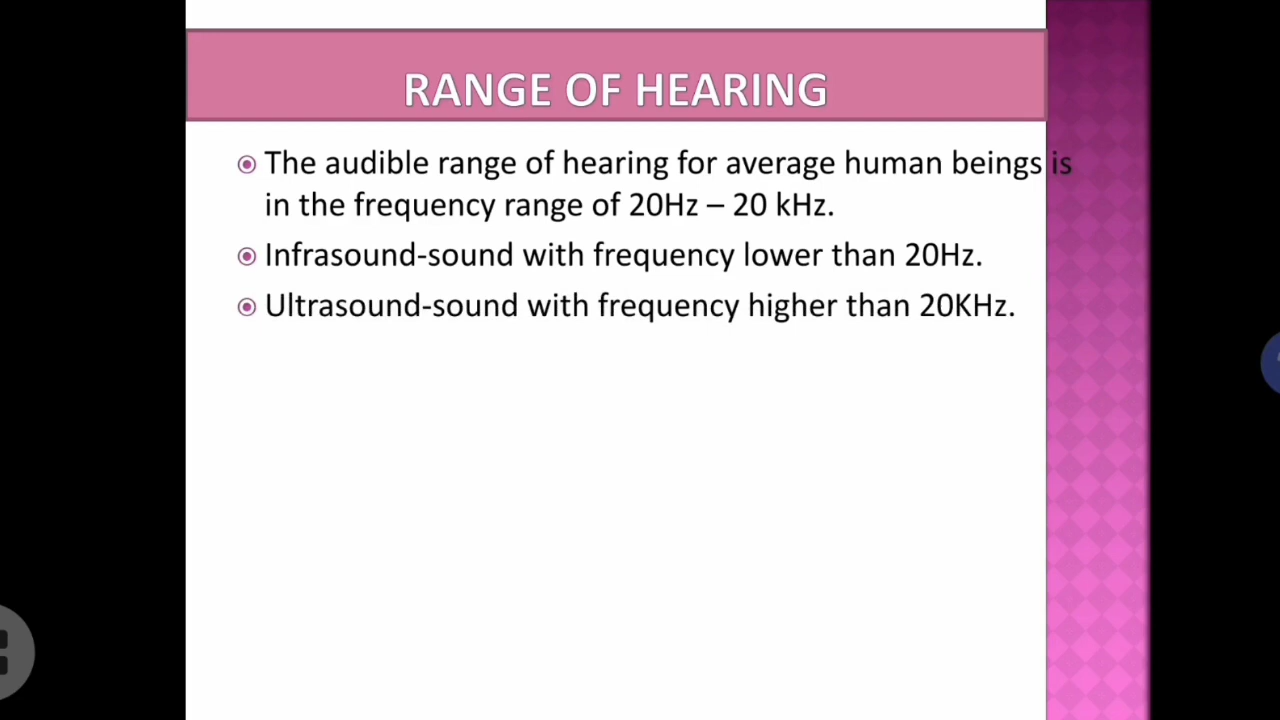 RANGE OF HEARING
The audible range of hearing for average human beings is
in the frequency range of 20Hz – 20 kHz.
Infrasound-sound with frequency lower than 20Hz.
Ultrasound-sound with frequency higher than 20KHz.